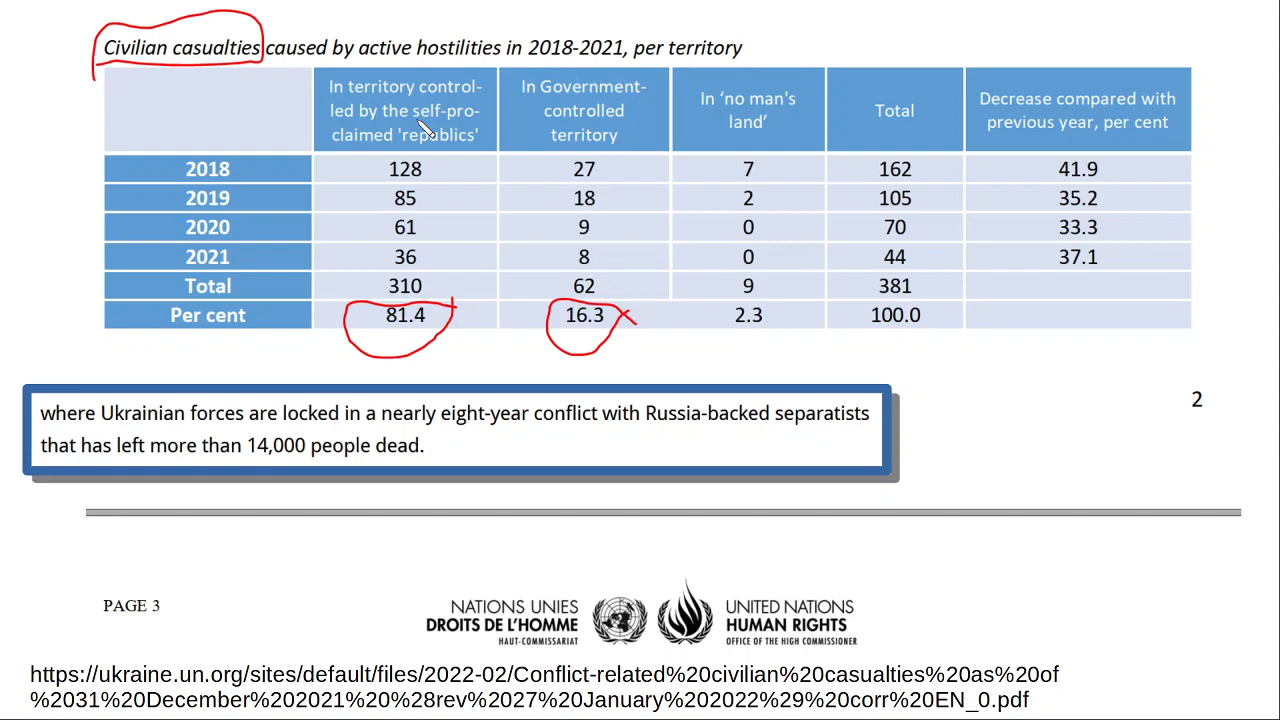 Civilian casualties caused by active hostilities in 2018-2021, per territory
In territory control-
led by the self-pro-
claimed 'republics'
In Government-
controlled
territory
In ‘no man's
land’
Total
Decrease compared with
previous year, per cent
2018 128 27 7 162 41.9
2019 85 18 2 105 35.2
2020 61 9 0 70 33.3
2021 36 8 0 44 37.1
Total 310 62 9 381
Per cent 81.4 16.3 2.3 100.0
2
where Ukrainian forces are locked in a nearly eight-year conflict with Russia-backed separatists
that has left more than 14,000 people dead.
PAGE 3
NATIONS UNIES
DROITS DE L'HOMME
HAUT-COMMISSARIAT
UNITED NATIONS
HUMAN RIGHTS
OFFICE OF THE HIGH COMMISSIONER
https://ukraine.un.org/sites/default/files/2022-02/Conflict-related%20civilian%20casualties%20as%20of
%2031%20December%202021%20%28rev%2027%20January%202022%29%20corr%20EN_0.pdf